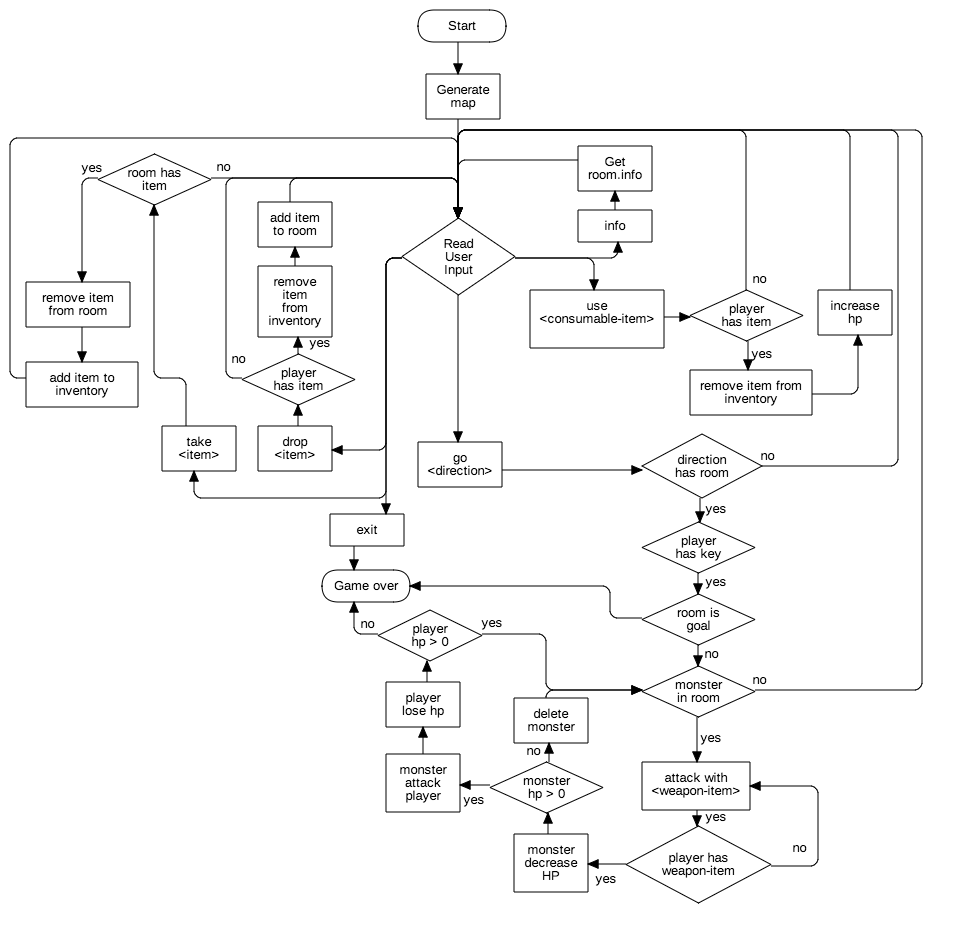 Start
Generate
map
yes
room has
item
no
Get
room.info
add item
to room
info
Read
User
Input
remove item
from room
remove
item
from
inventory
use
<consumable-item>
no
player
has item
increase
hp
yes
no
player
has item
yes
add item to
inventory
remove item from
inventory
take
<item>
drop
<item>
go
<direction>
direction
has room
no
yes
exit
player
has key
yes
Game over
room is
goal
no
no
player
hp > 0
yes
monster
in room
no
player
lose hp
delete
monster
yes
no
monster
attack
player
yes
monster
hp > 0
attack with
<weapon-item>
yes
no
monster
decrease
HP
yes
player has
weapon-item